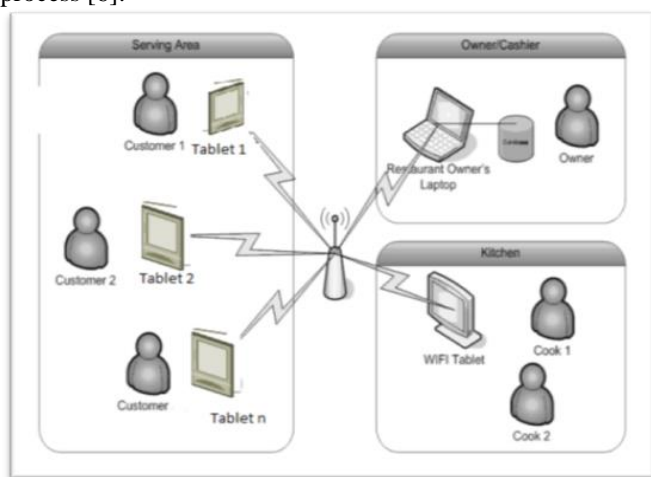 process [6].
Serving Area
Customer 1
Tablet 1
Customer 2
Tablet 2
Customer
Tablet n
Owner/Cashier
Restaurant Owner's
Laptop
Owner
Kitchen
WIFI Tablet
Cook 1
Cook 2